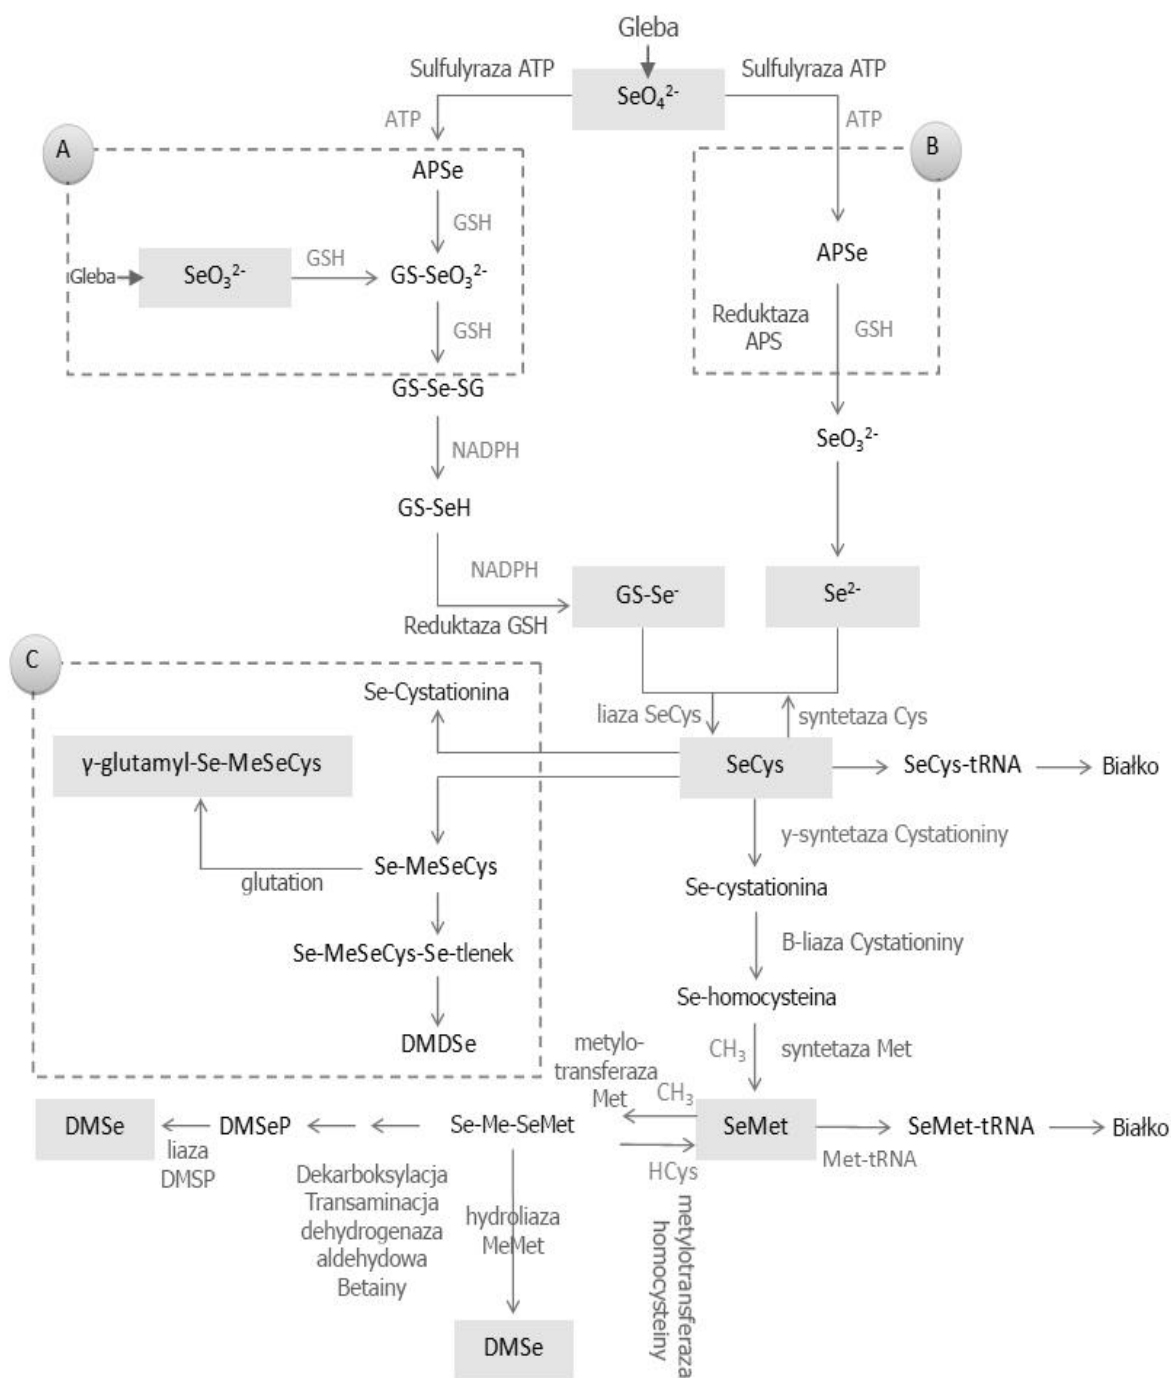 Gleba
Sulfulyraza ATP
SeO₄²⁻
Sulfulyraza ATP
ATP
ATP
A
B
APSe
GSH
Gleba
SeO₃²⁻
GSH
GS-SeO₃²⁻
GSH
APSe
Reduktaza
APS
GSH
GS-Se-SG
SeO₃²⁻
NADPH
GS-SeH
NADPH
Reduktaza GSH
GS-Se⁻
Se²⁻
C
Se-Cystationina
liaza SeCys
syntetaza Cys
γ-glutamyl-Se-MeSeCys
SeCys
SeCys-tRNA
Białko
y-syntetaza Cystationiny
glutation
Se-MeSeCys
Se-cystationina
Se-MeSeCys-Se-tlenek
B-liaza Cystationiny
Se-homocysteina
DMDSe
CH₃
syntetaza Met
metylo-
transferaza
Met
CH₃
DMSe
DMSeP
Se-Me-SeMet
SeMet
SeMet-tRNA
Białko
liaza
DMSP
HCys
Met-tRNA
Dekarboksylacja
Transaminacja
dehydrogenaza
aldehydowa
Betainy
hydroliaza
MeMet
metylotransferaza
homocysteiny
DMSe